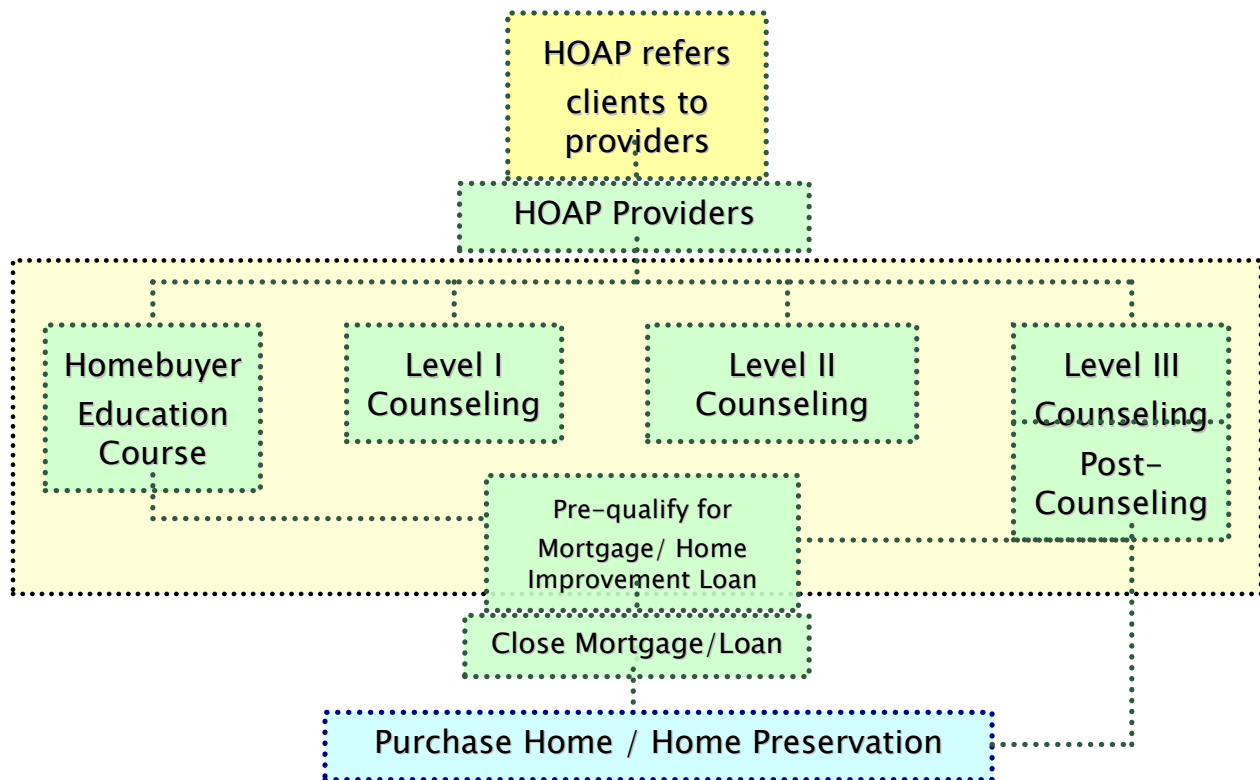 HOAP refers
clients to
providers
HOAP Providers
Homebuyer
Education
Course
Level I
Counseling
Level II
Counseling
Level III
Counseling
Post-
Counseling
Pre-qualify for
Mortgage/ Home
Improvement Loan
Close Mortgage/Loan
Purchase Home / Home Preservation